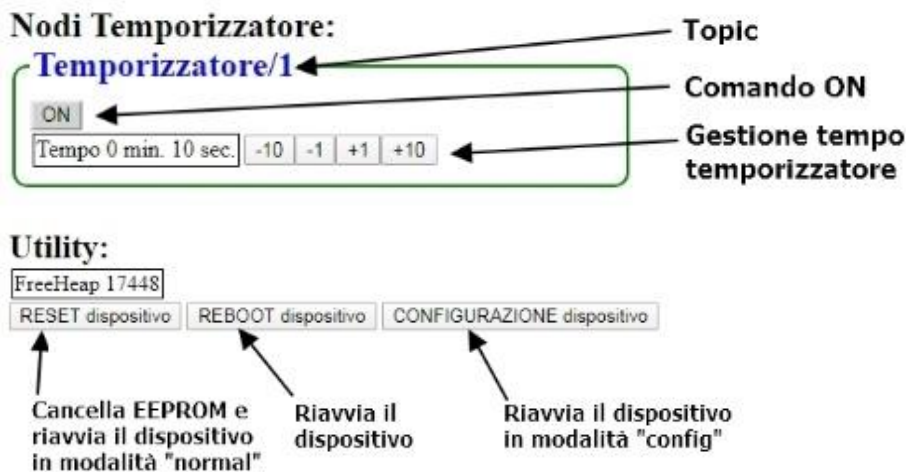 Nodi Temporizzatore:
Temporizzatore/1
Topic
ON
Comando ON
Tempo 0 min. 10 sec. -10 -1 +1 +10
Gestione tempo
temporizzatore
Utility:
FreeHeap 17448
RESET dispositivo REBOOT dispositivo CONFIGURAZIONE dispositivo
Cancella EEPROM e
riavvia il dispositivo
in modalità "normal"
Riavvia il
dispositivo
Riavvia il dispositivo
in modalità "config"